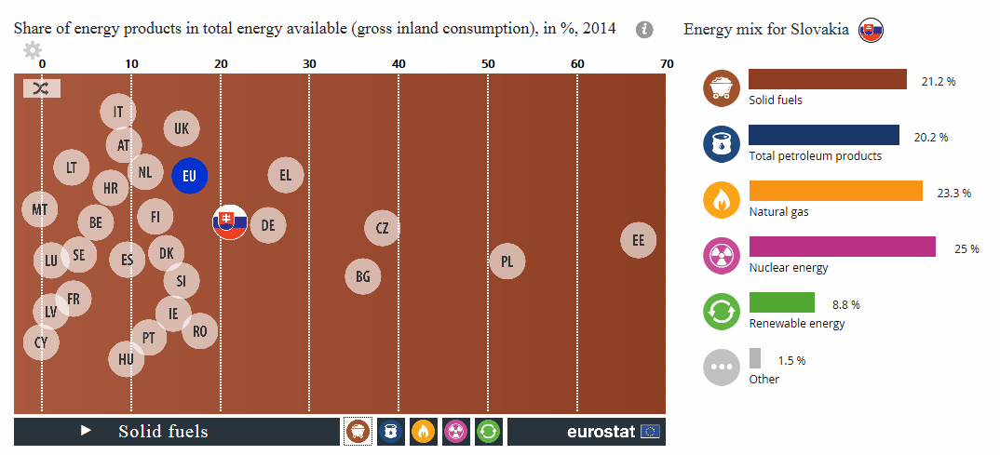 Share of energy products in total energy available (gross inland consumption), in %, 2014 i
0 10 20 30 40 50 60 70
IT
UK
AT
LT
NL
EU
EL
HR
MT
FI
BE
DE
CZ
EE
SE
LU
ES
DK
PL
BG
SI
FR
LV
IE
RO
PT
CY
HU
Solid fuels
eurostat
Energy mix for Slovakia
21.2 %
Solid fuels
20.2 %
Total petroleum products
23.3 %
Natural gas
25 %
Nuclear energy
8.8 %
Renewable energy
1.5 %
Other